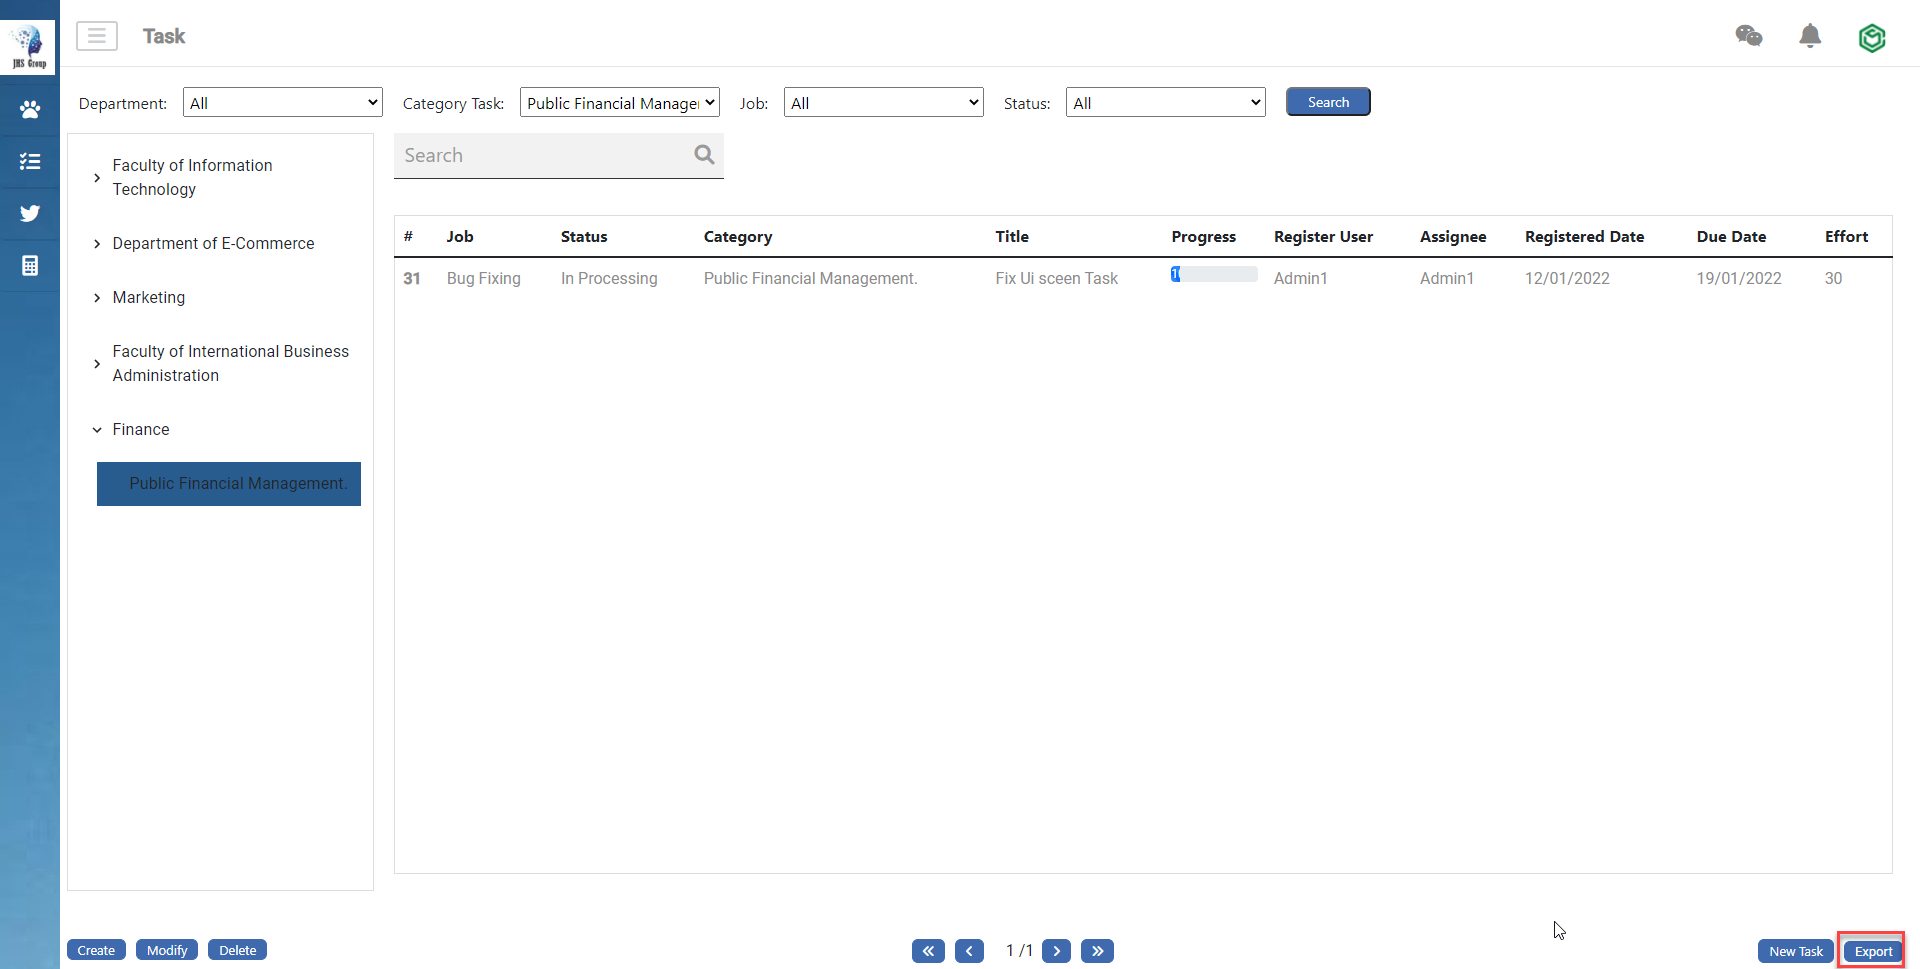 JHS Group
Task
Department: All Category Task: Public Financial Manage Job: All Status: All Search
Faculty of Information
Technology
Department of E-Commerce
Marketing
Faculty of International Business
Administration
Finance
Public Financial Management.
Search
# Job Status Category Title Progress Register User Assignee Registered Date Due Date Effort
31 Bug Fixing In Processing Public Financial Management. Fix Ui sceen Task Admin1 Admin1 12/01/2022 19/01/2022 30
Create Modify Delete « ‹ 1 /1 › » New Task Export